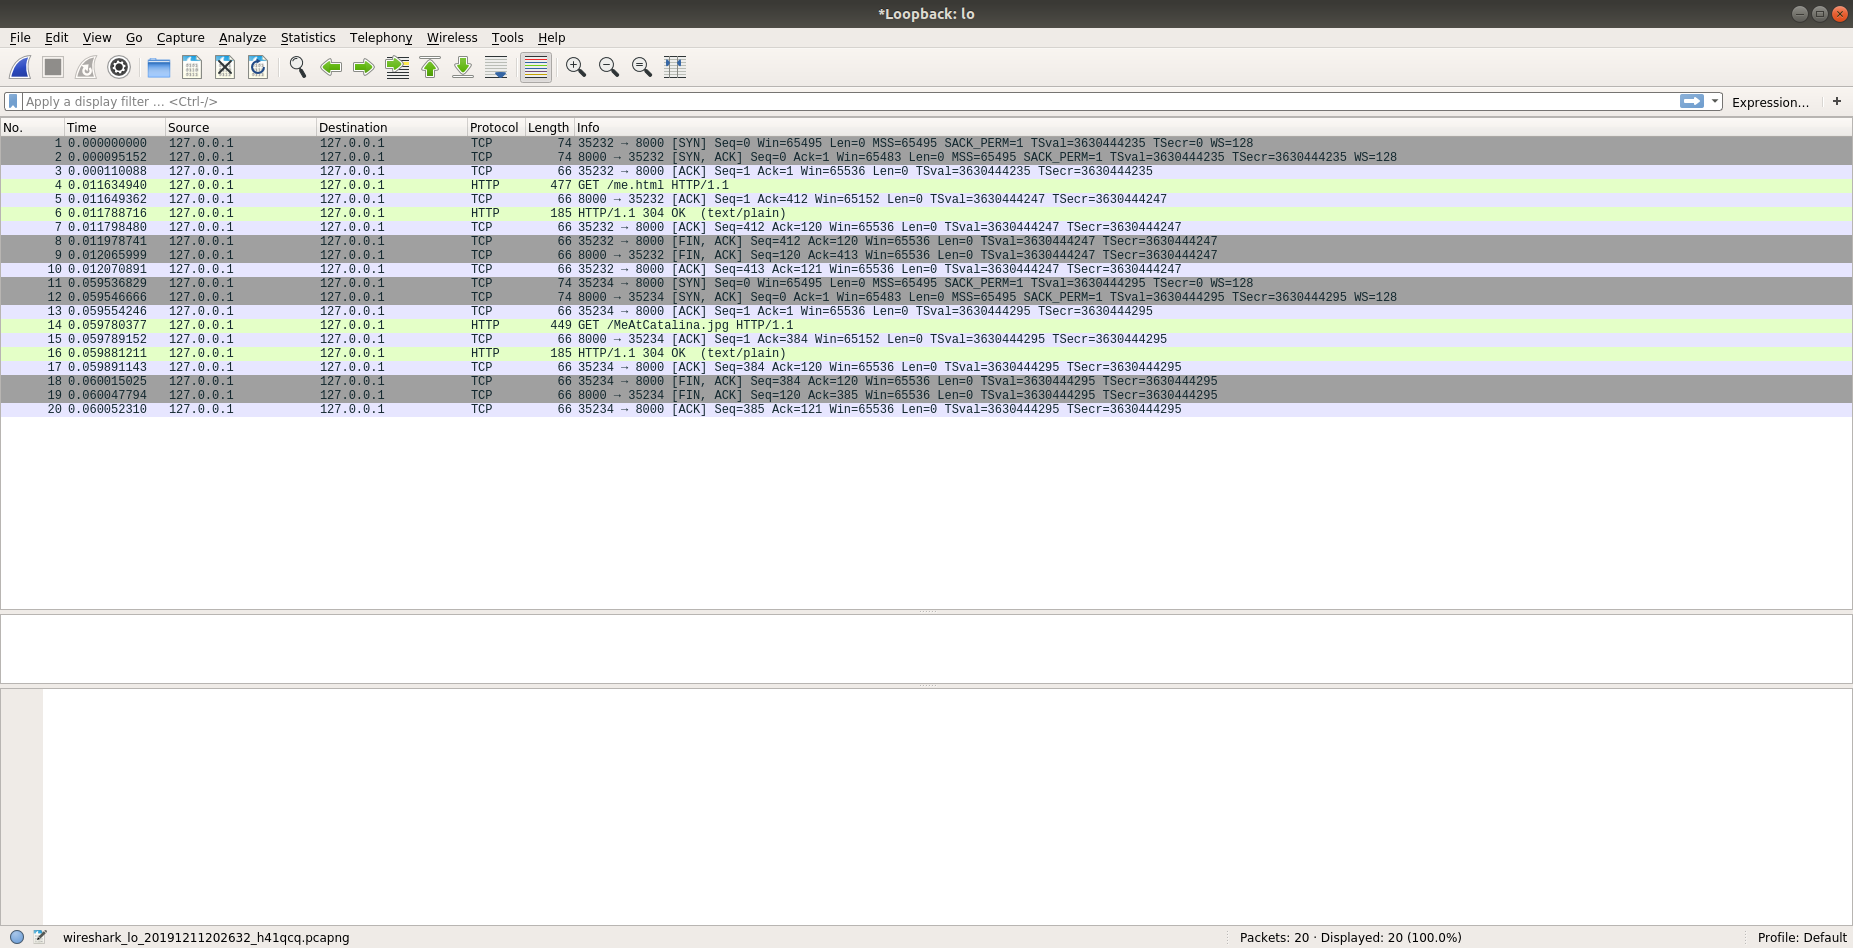 *Loopback: lo
File Edit View Go Capture Analyze Statistics Telephony Wireless Tools Help
Apply a display filter ... <Ctrl-/> Expression... +
No. Time Source Destination Protocol Length Info
1 0.000000000 127.0.0.1 127.0.0.1 TCP 74 35232 → 8000 [SYN] Seq=0 Win=65495 Len=0 MSS=65495 SACK_PERM=1 TSval=3630444235 TSecr=0 WS=128
2 0.000095152 127.0.0.1 127.0.0.1 TCP 74 8000 → 35232 [SYN, ACK] Seq=0 Ack=1 Win=65483 Len=0 MSS=65495 SACK_PERM=1 TSval=3630444235 TSecr=3630444235 WS=128
3 0.000110088 127.0.0.1 127.0.0.1 TCP 66 35232 → 8000 [ACK] Seq=1 Ack=1 Win=65536 Len=0 TSval=3630444235 TSecr=3630444235
4 0.011634940 127.0.0.1 127.0.0.1 HTTP 477 GET /me.html HTTP/1.1
5 0.011649362 127.0.0.1 127.0.0.1 TCP 66 8000 → 35232 [ACK] Seq=1 Ack=412 Win=65152 Len=0 TSval=3630444247 TSecr=3630444247
6 0.011788716 127.0.0.1 127.0.0.1 HTTP 185 HTTP/1.1 304 OK (text/plain)
7 0.011798480 127.0.0.1 127.0.0.1 TCP 66 35232 → 8000 [ACK] Seq=412 Ack=120 Win=65536 Len=0 TSval=3630444247 TSecr=3630444247
8 0.011978741 127.0.0.1 127.0.0.1 TCP 66 35232 → 8000 [FIN, ACK] Seq=412 Ack=120 Win=65536 Len=0 TSval=3630444247 TSecr=3630444247
9 0.012065999 127.0.0.1 127.0.0.1 TCP 66 8000 → 35232 [FIN, ACK] Seq=120 Ack=413 Win=65536 Len=0 TSval=3630444247 TSecr=3630444247
10 0.012070891 127.0.0.1 127.0.0.1 TCP 66 35232 → 8000 [ACK] Seq=413 Ack=121 Win=65536 Len=0 TSval=3630444247 TSecr=3630444247
11 0.059536829 127.0.0.1 127.0.0.1 TCP 74 35234 → 8000 [SYN] Seq=0 Win=65495 Len=0 MSS=65495 SACK_PERM=1 TSval=3630444295 TSecr=0 WS=128
12 0.059546666 127.0.0.1 127.0.0.1 TCP 74 8000 → 35234 [SYN, ACK] Seq=0 Ack=1 Win=65483 Len=0 MSS=65495 SACK_PERM=1 TSval=3630444295 TSecr=3630444295 WS=128
13 0.059554246 127.0.0.1 127.0.0.1 TCP 66 35234 → 8000 [ACK] Seq=1 Ack=1 Win=65536 Len=0 TSval=3630444295 TSecr=3630444295
14 0.059780377 127.0.0.1 127.0.0.1 HTTP 449 GET /MeAtCatalina.jpg HTTP/1.1
15 0.059789152 127.0.0.1 127.0.0.1 TCP 66 8000 → 35234 [ACK] Seq=1 Ack=384 Win=65152 Len=0 TSval=3630444295 TSecr=3630444295
16 0.059881211 127.0.0.1 127.0.0.1 HTTP 185 HTTP/1.1 304 OK (text/plain)
17 0.059891143 127.0.0.1 127.0.0.1 TCP 66 35234 → 8000 [ACK] Seq=384 Ack=120 Win=65536 Len=0 TSval=3630444295 TSecr=3630444295
18 0.060015025 127.0.0.1 127.0.0.1 TCP 66 35234 → 8000 [FIN, ACK] Seq=384 Ack=120 Win=65536 Len=0 TSval=3630444295 TSecr=3630444295
19 0.060047794 127.0.0.1 127.0.0.1 TCP 66 8000 → 35234 [FIN, ACK] Seq=120 Ack=385 Win=65536 Len=0 TSval=3630444295 TSecr=3630444295
20 0.060052310 127.0.0.1 127.0.0.1 TCP 66 35234 → 8000 [ACK] Seq=385 Ack=121 Win=65536 Len=0 TSval=3630444295 TSecr=3630444295
wireshark_lo_20191211202632_h41qcq.pcapng Packets: 20 · Displayed: 20 (100.0%) Profile: Default